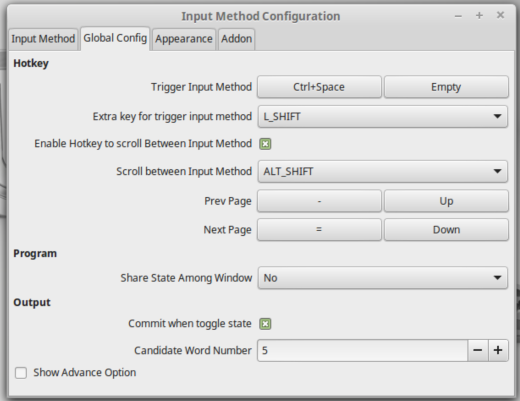 Input Method Configuration
Input Method Global Config Appearance Addon
Hotkey
Trigger Input Method Ctrl+Space Empty
Extra key for trigger input method L_SHIFT
Enable Hotkey to scroll Between Input Method
Scroll between Input Method ALT_SHIFT
Prev Page - Up
Next Page = Down
Program
Share State Among Window No
Output
Commit when toggle state
Candidate Word Number 5
Show Advance Option